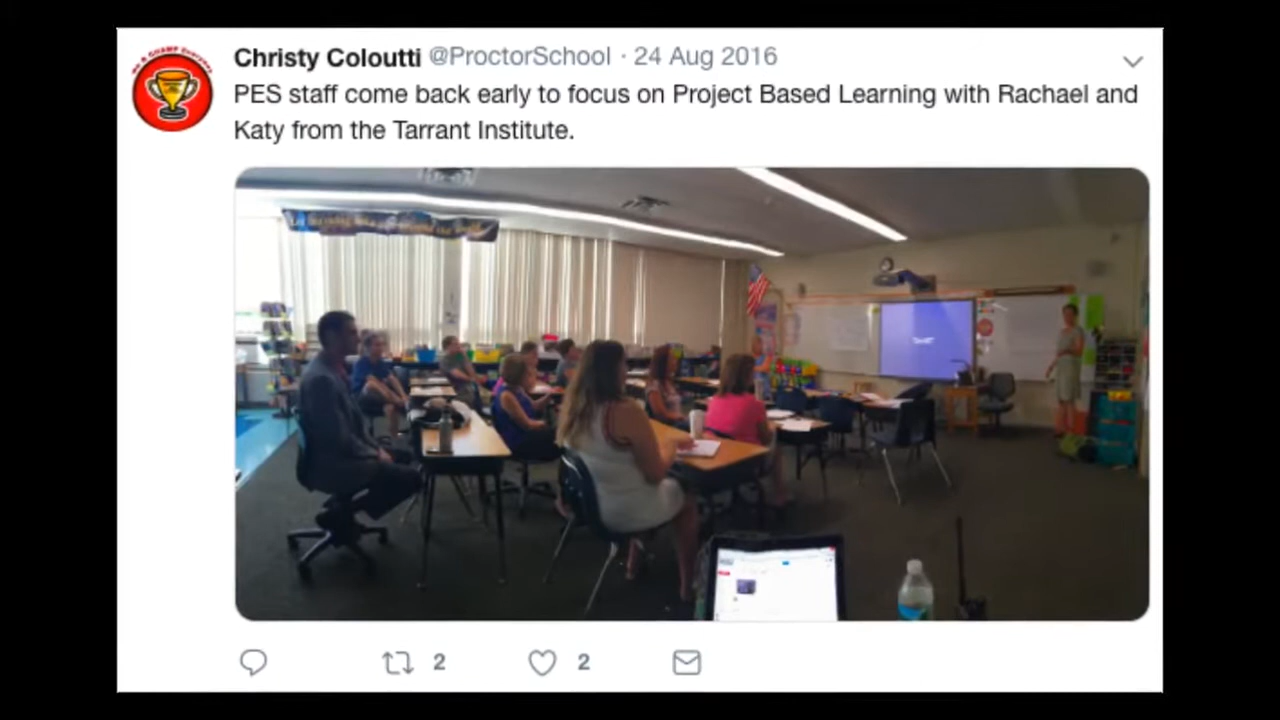 Christy Coloutti @ProctorSchool · 24 Aug 2016
PES staff come back early to focus on Project Based Learning with Rachael and
Katy from the Tarrant Institute.
2 2